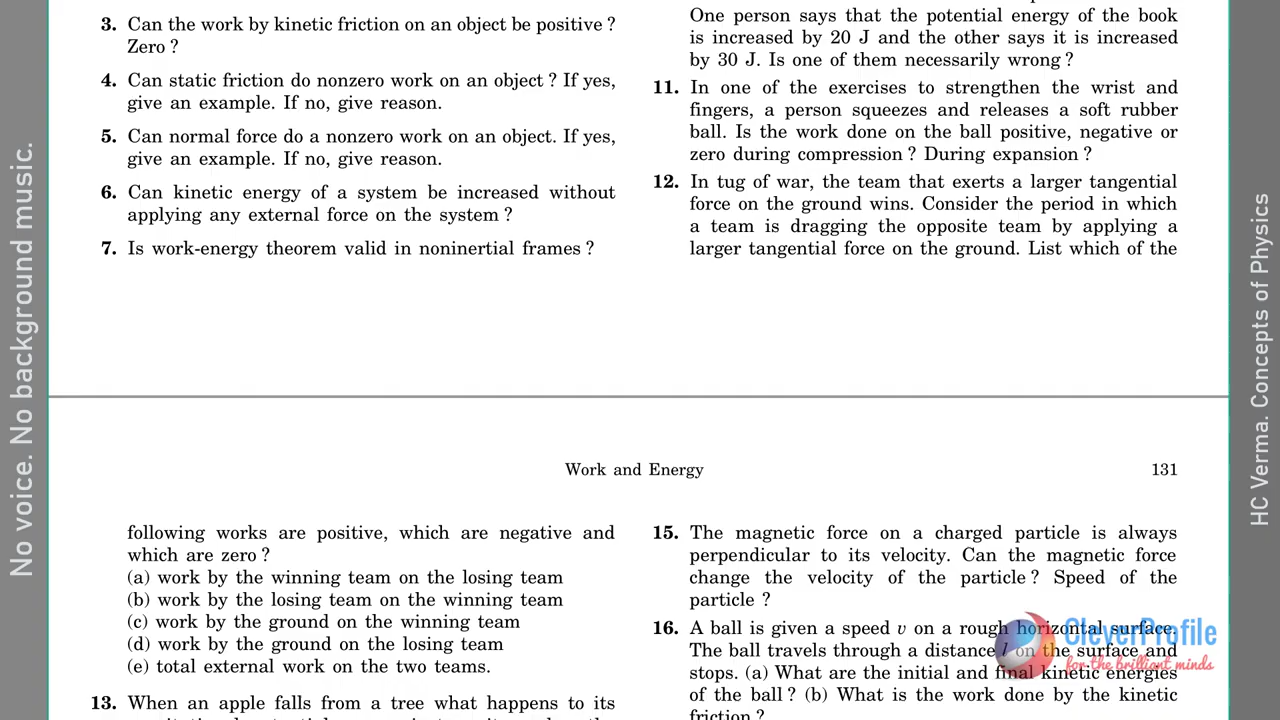 No voice. No background music.
3. Can the work by kinetic friction on an object be positive ?
Zero ?
4. Can static friction do nonzero work on an object ? If yes,
give an example. If no, give reason.
5. Can normal force do a nonzero work on an object. If yes,
give an example. If no, give reason.
6. Can kinetic energy of a system be increased without
applying any external force on the system ?
7. Is work-energy theorem valid in noninertial frames ?
One person says that the potential energy of the book
is increased by 20 J and the other says it is increased
by 30 J. Is one of them necessarily wrong ?
11. In one of the exercises to strengthen the wrist and
fingers, a person squeezes and releases a soft rubber
ball. Is the work done on the ball positive, negative or
zero during compression ? During expansion ?
12. In tug of war, the team that exerts a larger tangential
force on the ground wins. Consider the period in which
a team is dragging the opposite team by applying a
larger tangential force on the ground. List which of the
Work and Energy
131
following works are positive, which are negative and
which are zero ?
(a) work by the winning team on the losing team
(b) work by the losing team on the winning team
(c) work by the ground on the winning team
(d) work by the ground on the losing team
(e) total external work on the two teams.
13. When an apple falls from a tree what happens to its
15. The magnetic force on a charged particle is always
perpendicular to its velocity. Can the magnetic force
change the velocity of the particle ? Speed of the
particle ?
16. A ball is given a speed v on a rough horizontal surface.
The ball travels through a distance l on the surface and
stops. (a) What are the initial and final kinetic energies
of the ball ? (b) What is the work done by the kinetic
friction ?
CleverProfile
for the brilliant minds
HC Verma. Concepts of Physics